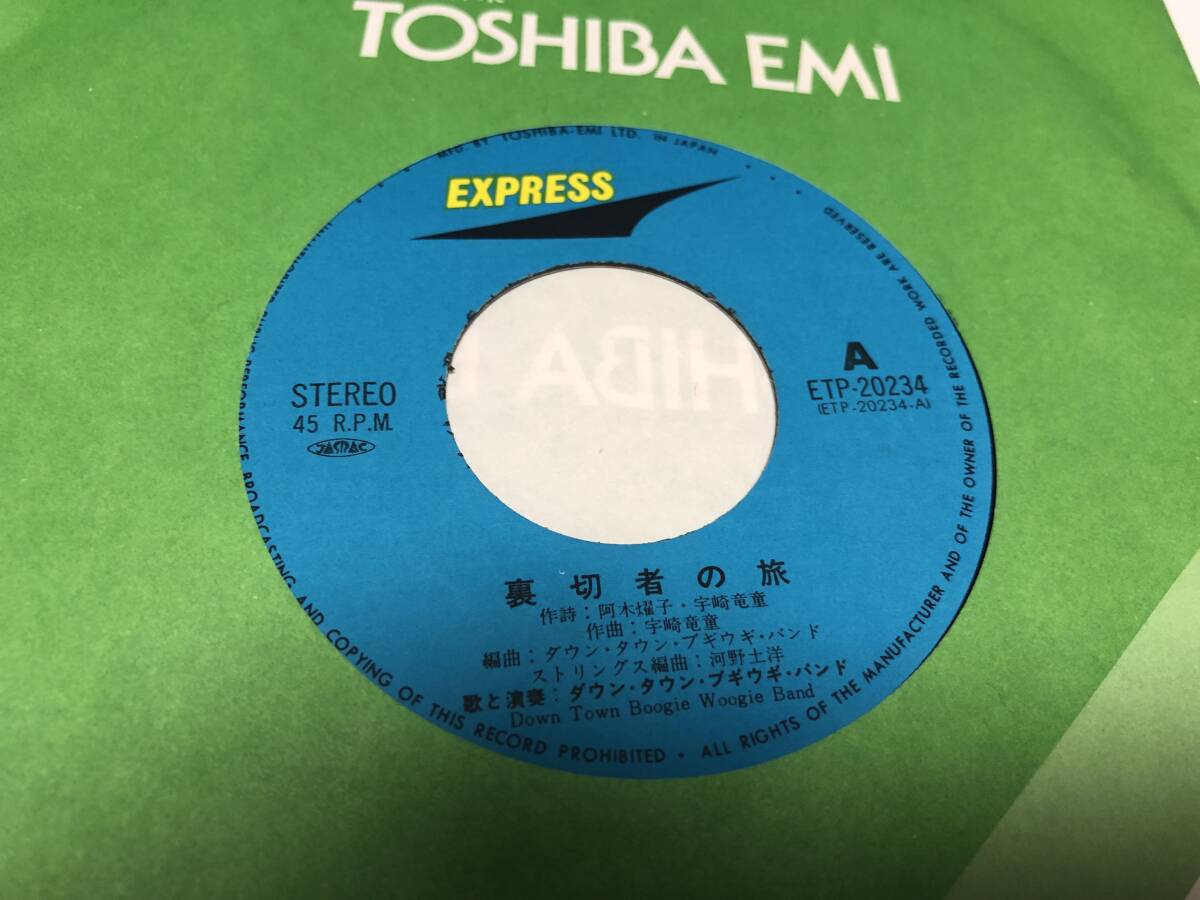 TOSHIBA EMI
MFG. BY TOSHIBA-EMI LTD. IN JAPAN
EXPRESS
STEREO
45 R.P.M.
JASRAC
A
ETP-20234
(ETP-20234-A)
HIBA
裏切者の旅
作詩:阿木燿子・宇崎竜童
作曲:宇崎竜童
編曲:ダウン・タウン・ブギウギ・バンド
ストリングス編曲:河野土洋
歌と演奏:ダウン・タウン・ブギウギ・バンド
Down Town Boogie Woogie Band
BROADCASTING AND COPYING OF THIS RECORD PROHIBITED • ALL RIGHTS OF THE MANUFACTURER AND OF THE OWNER OF THE RECORDED WORK ARE RESERVED